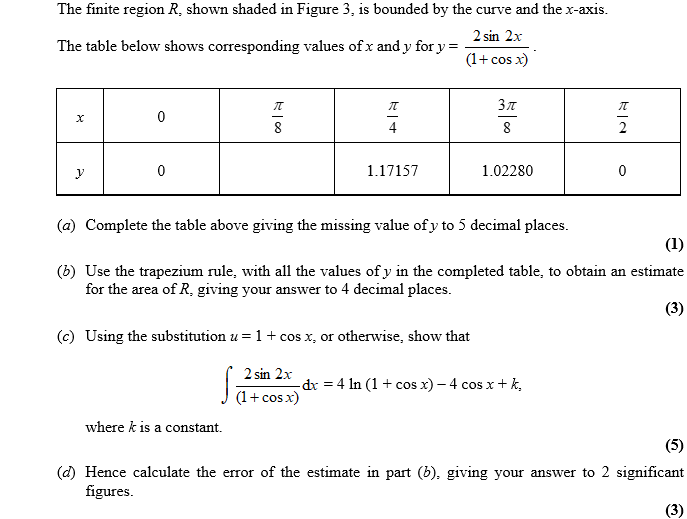 The finite region R, shown shaded in Figure 3, is bounded by the curve and the x-axis.
The table below shows corresponding values of x and y for y = 2 sin 2x / (1 + cos x) .
x 0 π/8 π/4 3π/8 π/2
y 0 1.17157 1.02280 0
(a) Complete the table above giving the missing value of y to 5 decimal places.
(1)
(b) Use the trapezium rule, with all the values of y in the completed table, to obtain an estimate
for the area of R, giving your answer to 4 decimal places.
(3)
(c) Using the substitution u = 1 + cos x, or otherwise, show that
∫ 2 sin 2x / (1 + cos x) dx = 4 ln (1 + cos x) – 4 cos x + k,
where k is a constant.
(5)
(d) Hence calculate the error of the estimate in part (b), giving your answer to 2 significant
figures.
(3)